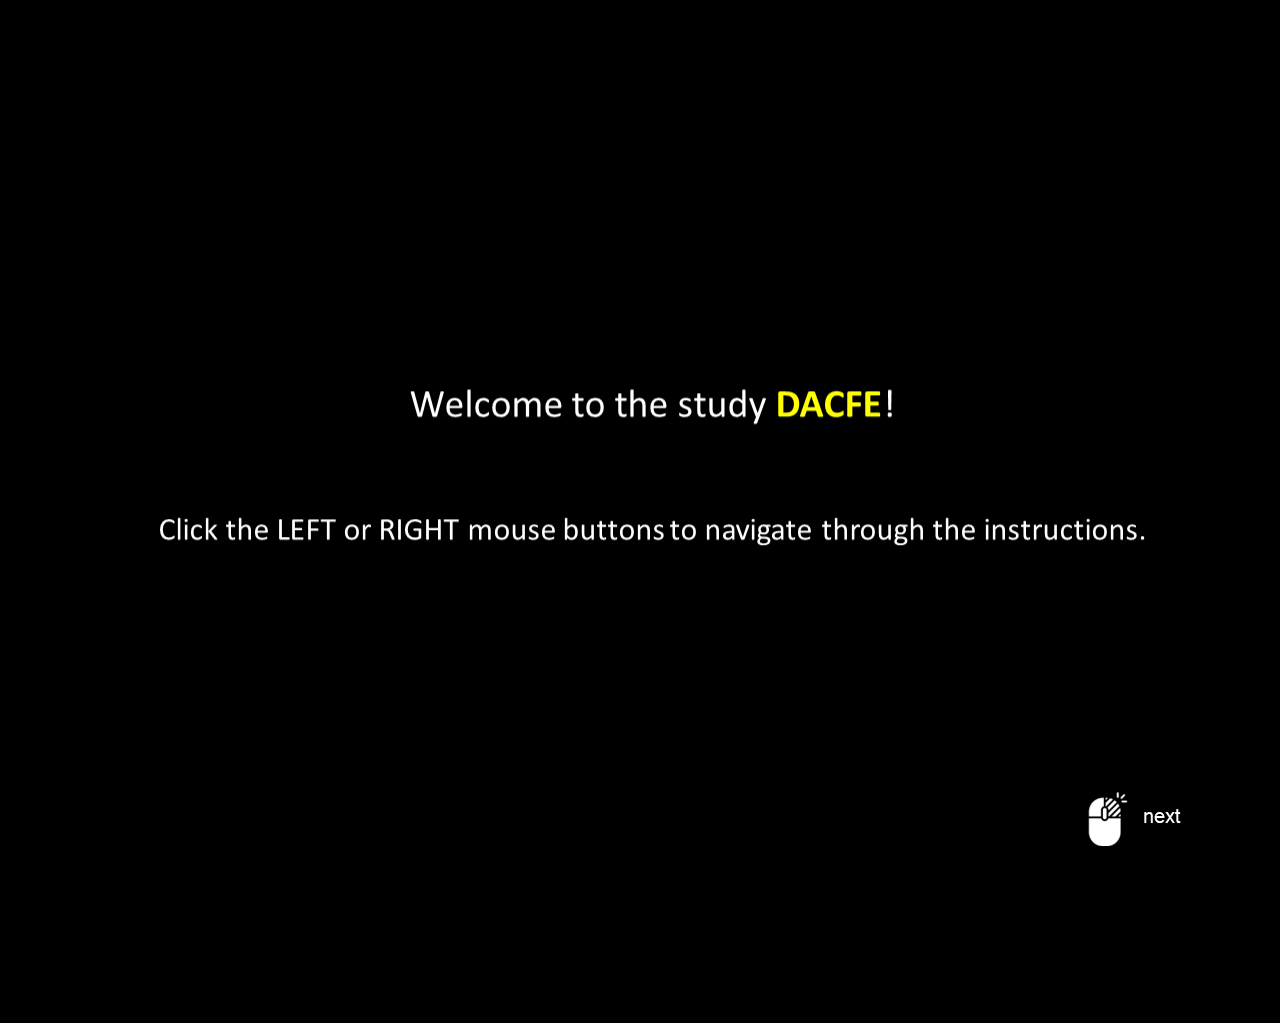 Welcome to the study DACFE!
Click the LEFT or RIGHT mouse buttons to navigate through the instructions.
next